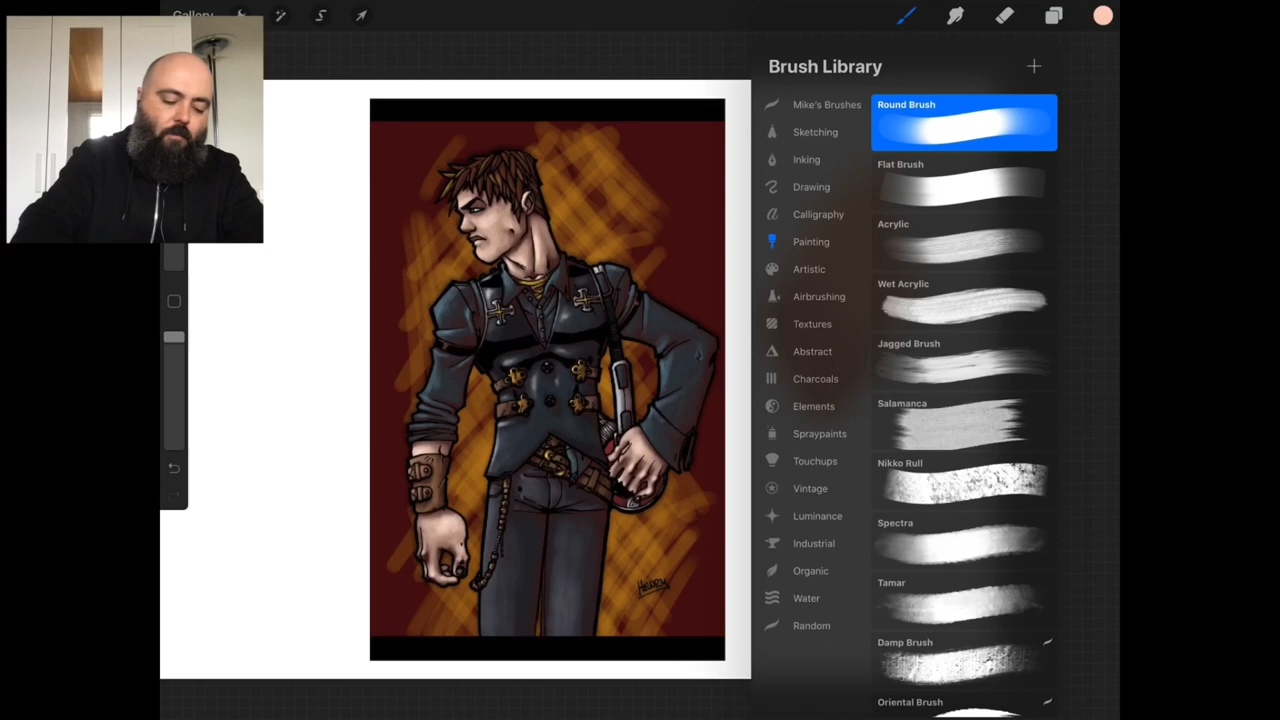 Gallery
Brush Library
Mike's Brushes
Sketching
Inking
Drawing
Calligraphy
Painting
Artistic
Airbrushing
Textures
Abstract
Charcoals
Elements
Spraypaints
Touchups
Vintage
Luminance
Industrial
Organic
Water
Random
Round Brush
Flat Brush
Acrylic
Wet Acrylic
Jagged Brush
Salamanca
Nikko Rull
Spectra
Tamar
Damp Brush
Oriental Brush
HENRY